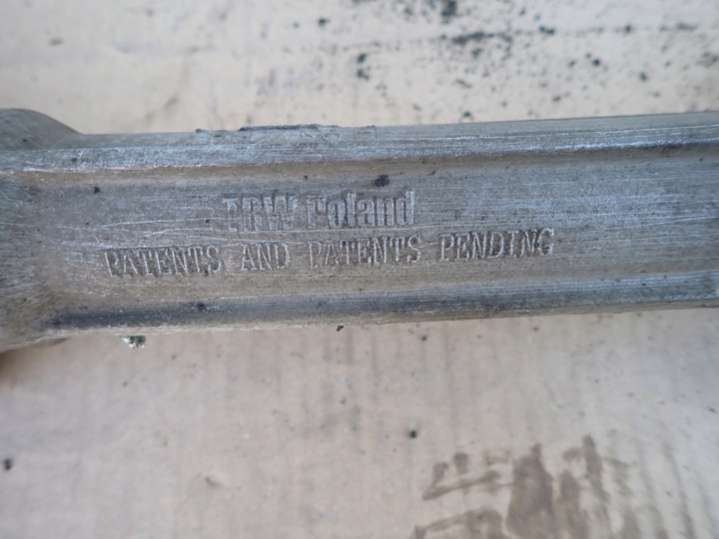 TRW Poland
PATENTS AND PATENTS PENDING